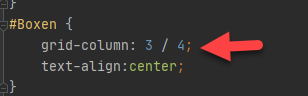 }
#Boxen {
grid-column: 3 / 4;
text-align:center;
}